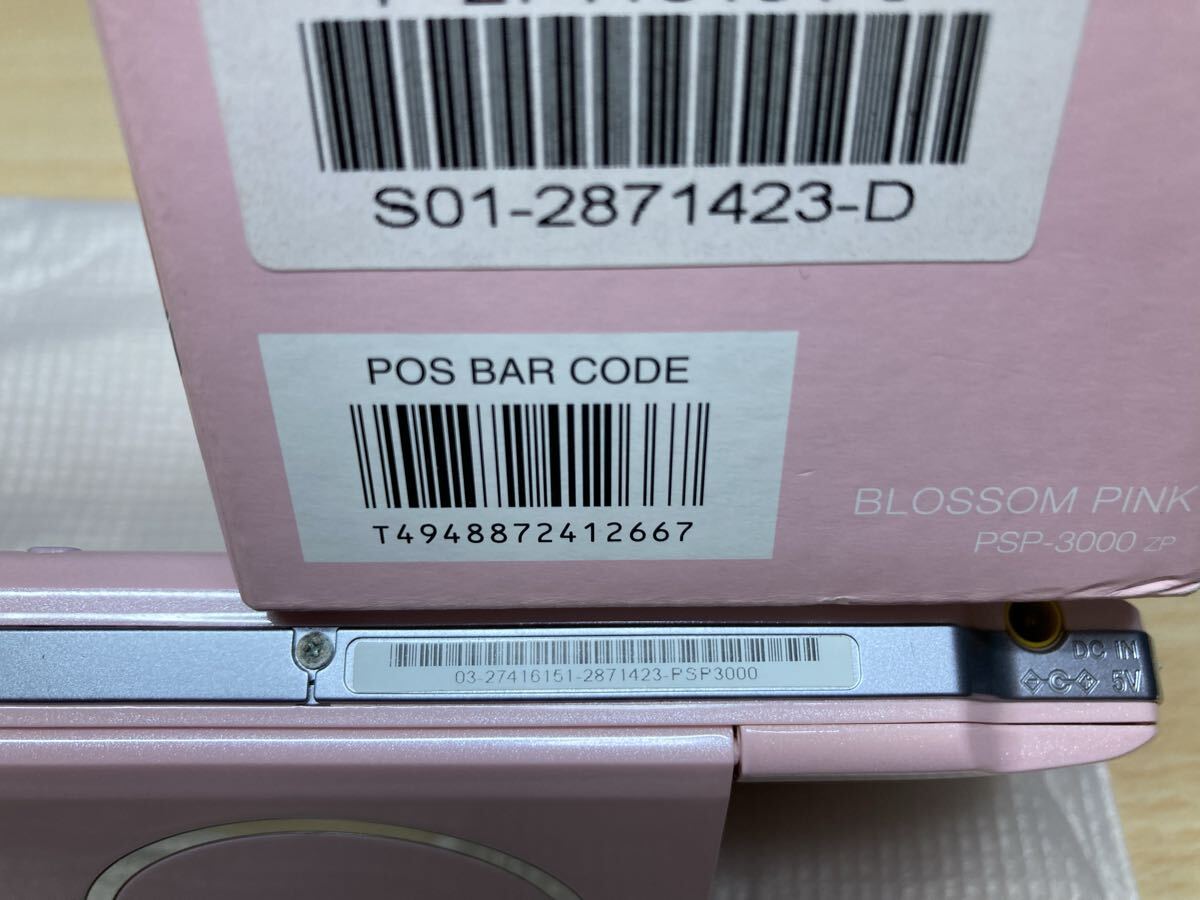 S01-2871423-D
POS BAR CODE
T4948872412667
BLOSSOM PINK
PSP-3000 ZP
DC IN
5V
03-27416151-2871423-PSP3000